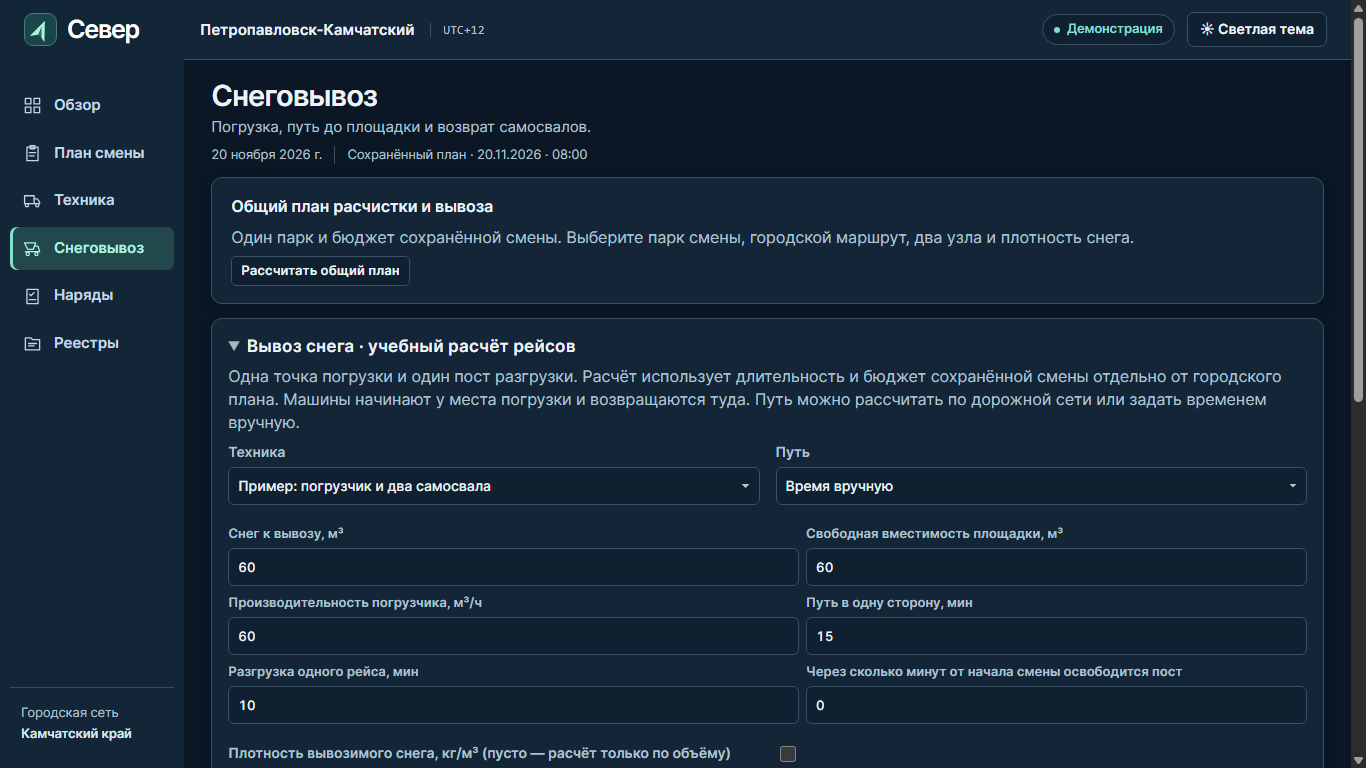 Север
Петропавловск-Камчатский
UTC+12
Демонстрация
Светлая тема
Обзор
План смены
Техника
Снеговывоз
Наряды
Реестры
Городская сеть
Камчатский край
Снеговывоз
Погрузка, путь до площадки и возврат самосвалов.
20 ноября 2026 г.
Сохранённый план · 20.11.2026 · 08:00
Общий план расчистки и вывоза
Один парк и бюджет сохранённой смены. Выберите парк смены, городской маршрут, два узла и плотность снега.
Рассчитать общий план
Вывоз снега · учебный расчёт рейсов
Одна точка погрузки и один пост разгрузки. Расчёт использует длительность и бюджет сохранённой смены отдельно от городского
плана. Машины начинают у места погрузки и возвращаются туда. Путь можно рассчитать по дорожной сети или задать временем
вручную.
Техника
Путь
Пример: погрузчик и два самосвала
Время вручную
Снег к вывозу, м³
Свободная вместимость площадки, м³
60
60
Производительность погрузчика, м³/ч
Путь в одну сторону, мин
60
15
Разгрузка одного рейса, мин
Через сколько минут от начала смены освободится пост
10
0
Плотность вывозимого снега, кг/м³ (пусто — расчёт только по объёму)